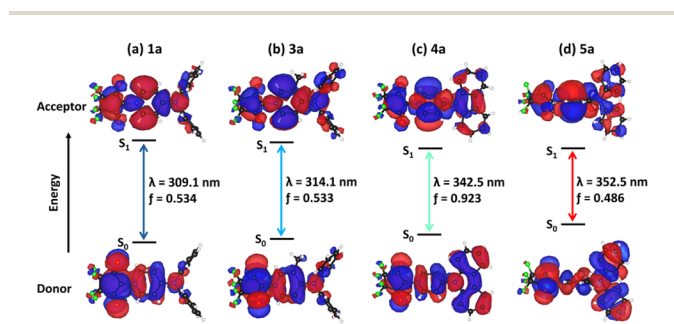 (a) 1a
(b) 3a
(c) 4a
(d) 5a
Acceptor
S1
S1
S1
S1
Energy
λ = 309.1 nm
ƒ = 0.534
λ = 314.1 nm
ƒ = 0.533
λ = 342.5 nm
ƒ = 0.923
λ = 352.5 nm
ƒ = 0.486
S0
S0
S0
S0
Donor